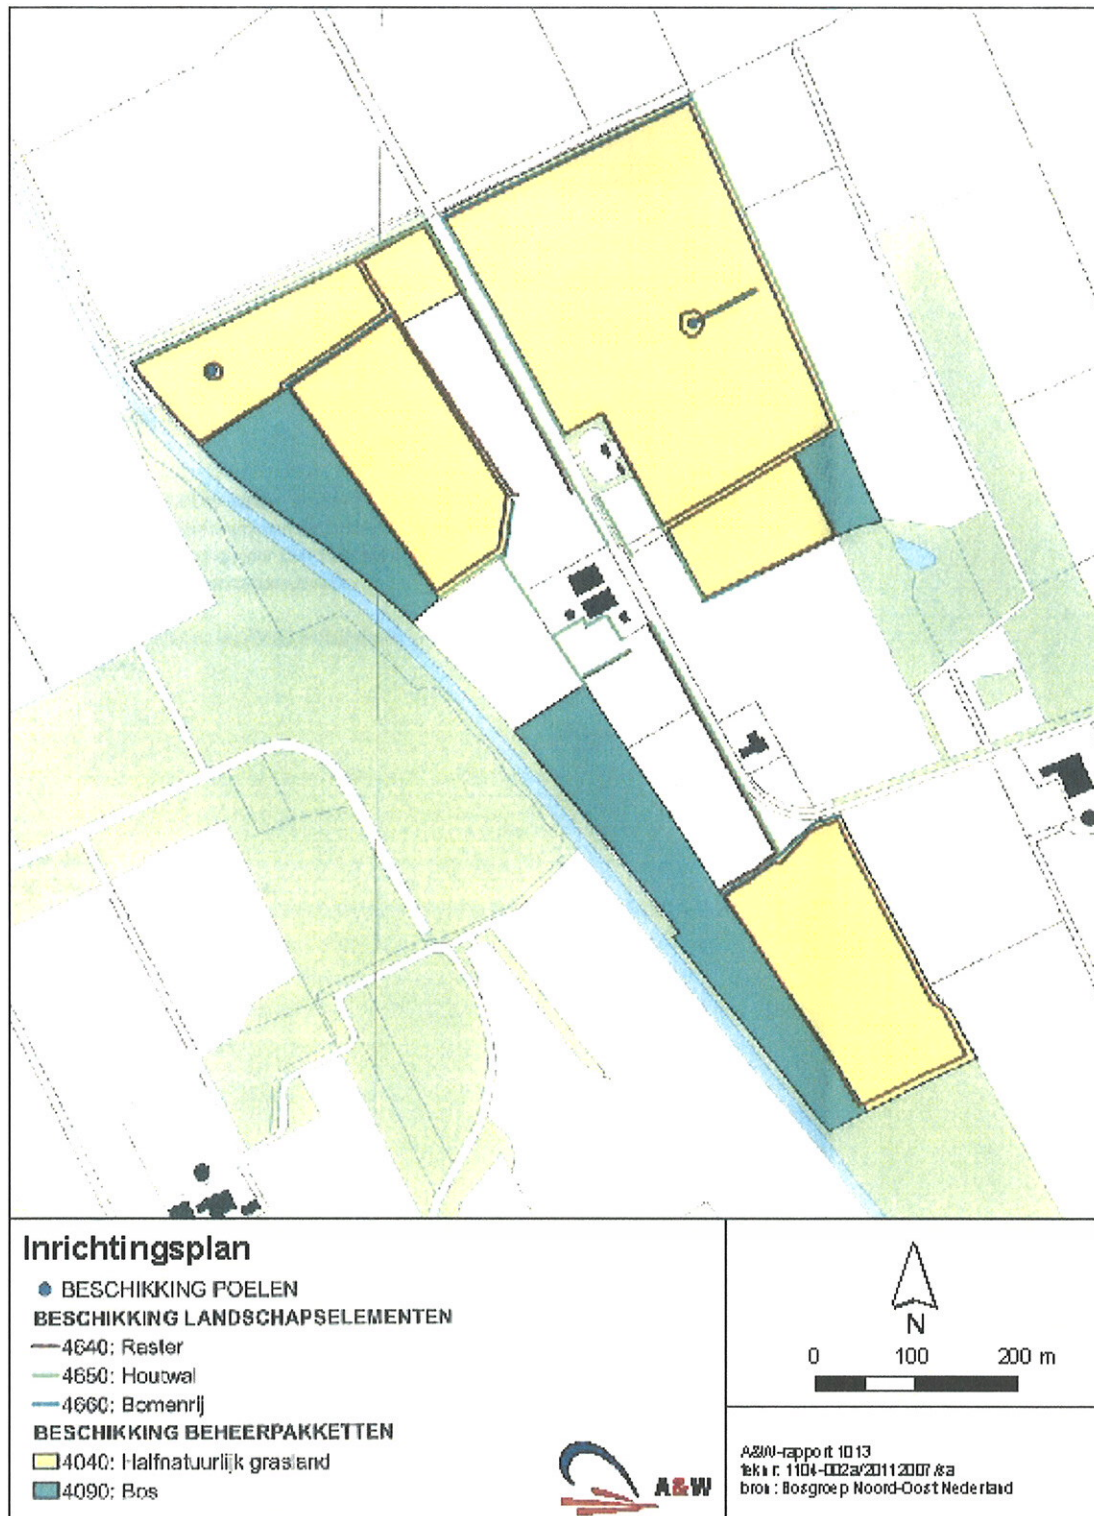 Inrichtingsplan
BESCHIKKING POELEN
BESCHIKKING LANDSCHAPSELEMENTEN
4640: Raster
4650: Houtwal
4660: Bomenrij
BESCHIKKING BEHEERPAKKETTEN
4040: Halfnatuurlijk grasland
4090: Bos
A&W
N
0 100 200 m
A&W-rapport 1013
tek.nr. 1104-002a/20112007/sa
bron: Bosgroep Noord-Oost Nederland